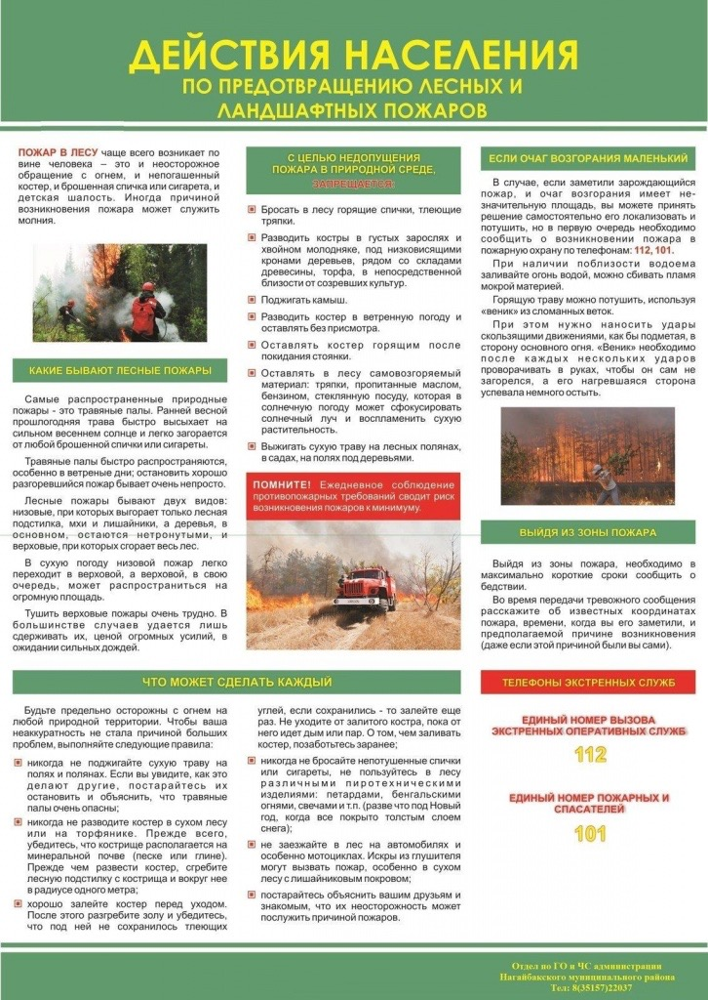 ДЕЙСТВИЯ НАСЕЛЕНИЯ
ПО ПРЕДОТВРАЩЕНИЮ ЛЕСНЫХ И
ЛАНДШАФТНЫХ ПОЖАРОВ
ПОЖАР В ЛЕСУ чаще всего возникает по
вине человека – это и неосторожное
обращение с огнем, и непогашенный
костер, и брошенная спичка или сигарета, и
детская шалость. Иногда причиной
возникновения пожара может служить
молния.
КАКИЕ БЫВАЮТ ЛЕСНЫЕ ПОЖАРЫ
Самые распространенные природные
пожары - это травяные палы. Ранней весной
прошлогодняя трава быстро высыхает на
сильном весеннем солнце и легко загорается
от любой брошенной спички или сигареты.
Травяные палы быстро распространяются,
особенно в ветреные дни; остановить хорошо
разгоревшийся пожар бывает очень непросто.
Лесные пожары бывают двух видов:
низовые, при которых выгорает только лесная
подстилка, мхи и лишайники, а деревья, в
основном, остаются нетронутыми, и
верховые, при которых сгорает весь лес.
В сухую погоду низовой пожар легко
переходит в верховой, а верховой, в свою
очередь, может распространиться на
огромную площадь.
Тушить верховые пожары очень трудно. В
большинстве случаев удается лишь
сдерживать их, ценой огромных усилий, в
ожидании сильных дождей.
С ЦЕЛЬЮ НЕДОПУЩЕНИЯ
ПОЖАРА В ПРИРОДНОЙ СРЕДЕ,
ЗАПРЕЩАЕТСЯ:
Бросать в лесу горящие спички, тлеющие
тряпки.
Разводить костры в густых зарослях и
хвойном молодняке, под низковисящими
кронами деревьев, рядом со складами
древесины, торфа, в непосредственной
близости от созревших культур.
Поджигать камыш.
Разводить костер в ветренную погоду и
оставлять без присмотра.
Оставлять костер горящим после
покидания стоянки.
Оставлять в лесу самовозгоряемый
материал: тряпки, пропитанные маслом,
бензином, стеклянную посуду, которая в
солнечную погоду может сфокусировать
солнечный луч и воспламенить сухую
растительность.
Выжигать сухую траву на лесных полянах,
в садах, на полях под деревьями.
ПОМНИТЕ! Ежедневное соблюдение
противопожарных требований сводит риск
возникновения пожаров к минимуму.
ЕСЛИ ОЧАГ ВОЗГОРАНИЯ МАЛЕНЬКИЙ
В случае, если заметили зарождающийся
пожар, и очаг возгорания имеет не-
значительную площадь, вы можете принять
решение самостоятельно его локализовать и
потушить, но в первую очередь необходимо
сообщить о возникновении пожара в
пожарную охрану по телефонам: 112, 101.
При наличии поблизости водоема
заливайте огонь водой, можно сбивать пламя
мокрой материей.
Горящую траву можно потушить, используя
«веник» из сломанных веток.
При этом нужно наносить удары
скользящими движениями, как бы подметая, в
сторону основного огня. «Веник» необходимо
после каждых нескольких ударов
проворачивать в руках, чтобы он сам не
загорелся, а его нагревшаяся сторона
успевала немного остыть.
ВЫЙДЯ ИЗ ЗОНЫ ПОЖАРА
Выйдя из зоны пожара, необходимо в
максимально короткие сроки сообщить о
бедствии.
Во время передачи тревожного сообщения
расскажите об известных координатах
пожара, времени, когда вы его заметили, и
предполагаемой причине возникновения
(даже если этой причиной были вы сами).
ЧТО МОЖЕТ СДЕЛАТЬ КАЖДЫЙ
Будьте предельно осторожны с огнем на
любой природной территории. Чтобы ваша
неаккуратность не стала причиной больших
проблем, выполняйте следующие правила:
никогда не поджигайте сухую траву на
полях и полянах. Если вы увидите, как это
делают другие, постарайтесь их
остановить и объяснить, что травяные
палы очень опасны;
никогда не разводите костер в сухом лесу
или на торфянике. Прежде всего,
убедитесь, что кострище располагается на
минеральной почве (песке или глине).
Прежде чем развести костер, сгребите
лесную подстилку с кострища и вокруг нее
в радиусе одного метра;
хорошо залейте костер перед уходом.
После этого разгребите золу и убедитесь,
что под ней не сохранилось тлеющих
углей, если сохранились - то залейте еще
раз. Не уходите от залитого костра, пока от
него идет дым или пар. О том, чем заливать
костер, позаботьтесь заранее;
никогда не бросайте непотушенные спички
или сигареты, не пользуйтесь в лесу
различными пиротехническими
изделиями: петардами, бенгальскими
огнями, свечами и т.п. (разве что под Новый
год, когда все покрыто толстым слоем
снега);
не заезжайте в лес на автомобилях и
особенно мотоциклах. Искры из глушителя
могут вызвать пожар, особенно в сухом
лесу с лишайниковым покровом;
постарайтесь объяснить вашим друзьям и
знакомым, что их неосторожность может
послужить причиной пожаров.
ТЕЛЕФОНЫ ЭКСТРЕННЫХ СЛУЖБ
ЕДИНЫЙ НОМЕР ВЫЗОВА
ЭКСТРЕННЫХ ОПЕРАТИВНЫХ СЛУЖБ
112
ЕДИНЫЙ НОМЕР ПОЖАРНЫХ И
СПАСАТЕЛЕЙ
101
Отдел по ГО и ЧС администрации
Нагайбакского муниципального района
Тел: 8(35157)22037